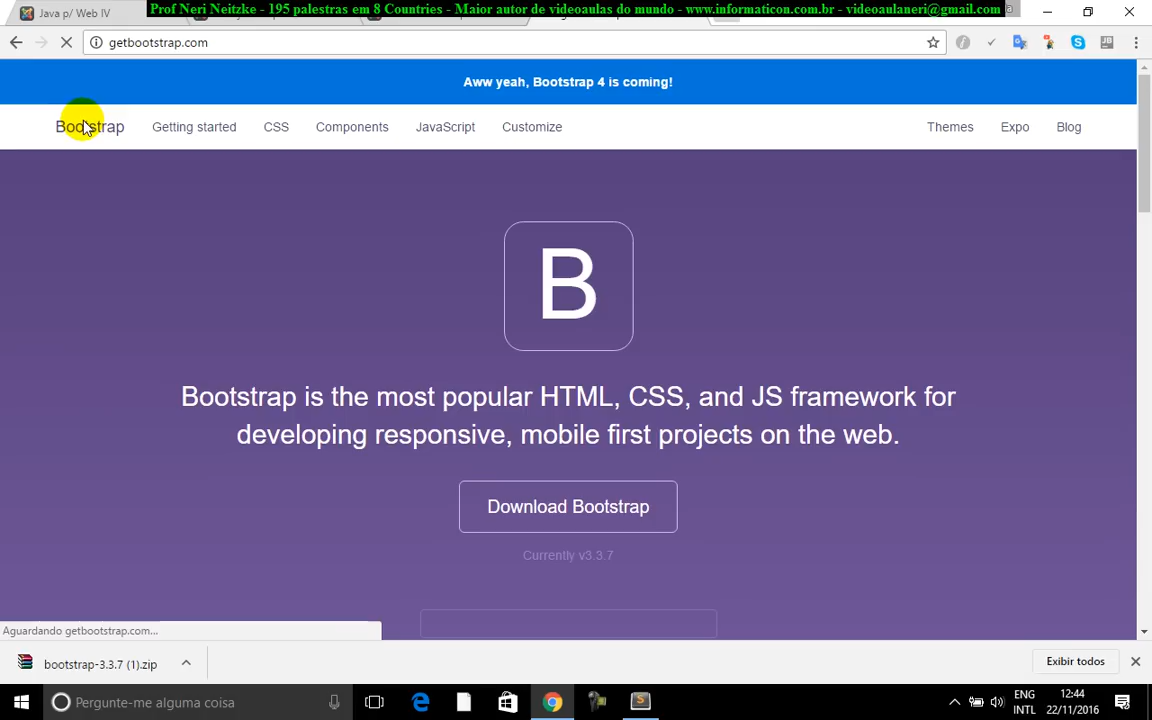 Java p/ Web IV
Prof Neri Neitzke - 195 palestras em 8 Countries - Maior autor de videoaulas do mundo - www.informaticon.com.br - videoaulaneri@gmail.com
getbootstrap.com
Aww yeah, Bootstrap 4 is coming!
Bootstrap Getting started CSS Components JavaScript Customize Themes Expo Blog
B
Bootstrap is the most popular HTML, CSS, and JS framework for
developing responsive, mobile first projects on the web.
Download Bootstrap
Currently v3.3.7
Aguardando getbootstrap.com...
bootstrap-3.3.7 (1).zip
Exibir todos
Pergunte-me alguma coisa
ENG 12:44
INTL 22/11/2016